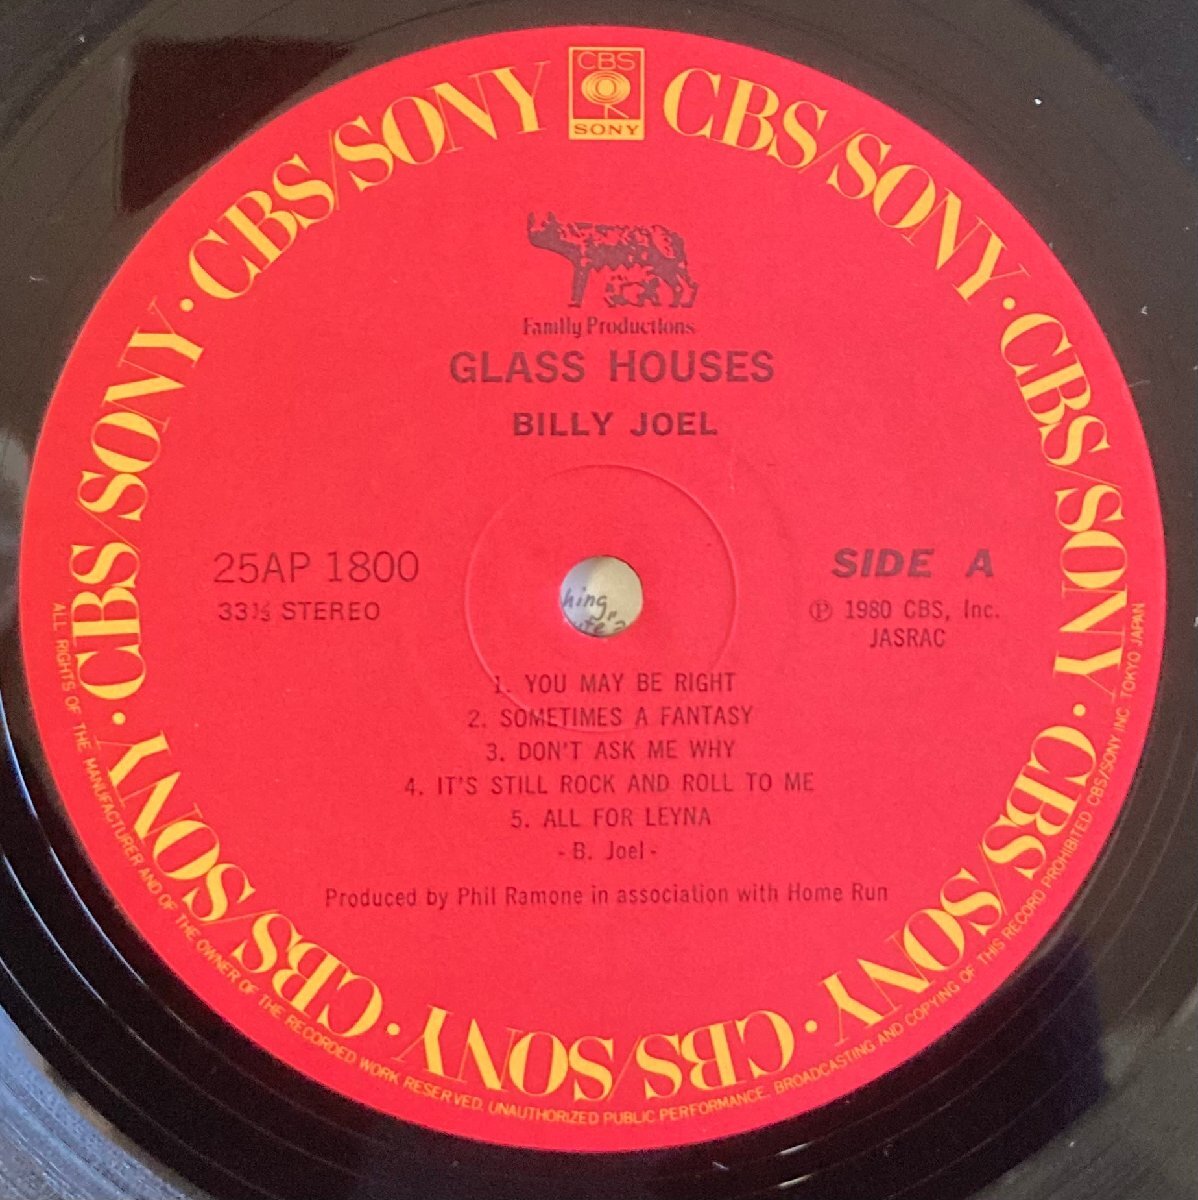 CBS
SONY
CBS/SONY · CBS/SONY · CBS/SONY · CBS/SONY · CBS/SONY · CBS/SONY · CBS/SONY · CBS/SONY
Family Productions
GLASS HOUSES
BILLY JOEL
25AP 1800
33⅓ STEREO
SIDE A
℗ 1980 CBS, Inc.
JASRAC
hing,
1. YOU MAY BE RIGHT
2. SOMETIMES A FANTASY
3. DON'T ASK ME WHY
4. IT'S STILL ROCK AND ROLL TO ME
5. ALL FOR LEYNA
- B. Joel -
Produced by Phil Ramone in association with Home Run
ALL RIGHTS OF THE MANUFACTURER AND OF THE OWNER OF THE RECORDED WORK RESERVED. UNAUTHORIZED PUBLIC PERFORMANCE. BROADCASTING AND COPYING OF THIS RECORD PROHIBITED CBS/SONY INC. TOKYO JAPAN